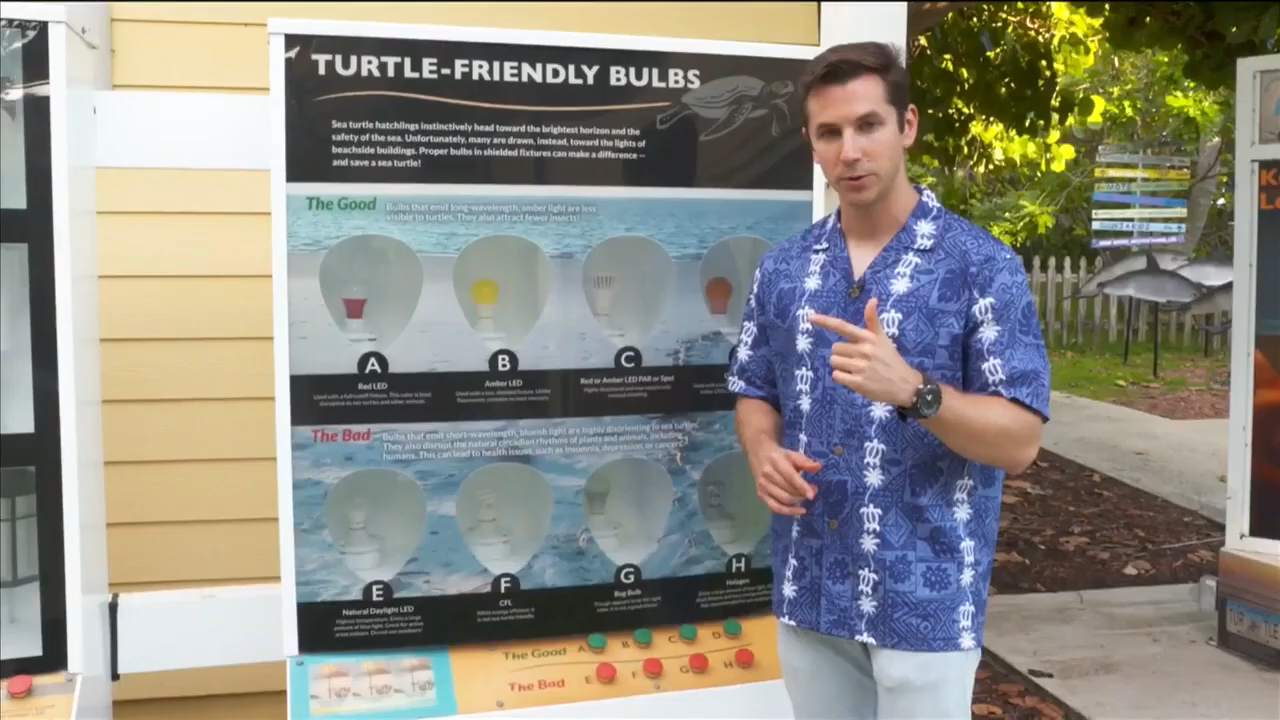 TURTLE-FRIENDLY BULBS
Sea turtle hatchlings instinctively head toward the brightest horizon and the
safety of the sea. Unfortunately, many are drawn, instead, toward the lights of
beachside buildings. Proper bulbs in shielded fixtures can make a difference —
and save a sea turtle!
The Good
Bulbs that emit long-wavelength, amber light are less
visible to turtles. They also attract fewer insects!
A
B
C
Red LED
Amber LED
Red or Amber LED PAR or Spot
The Bad
Bulbs that emit short-wavelength, blueish light are highly disorienting to sea turtles.
They also disrupt the natural circadian rhythms of plants and animals, including
humans. This can lead to health issues, such as insomnia, depression, or cancer.
E
F
G
H
Natural Daylight LED
CFL
Bug Bulb
Halogen
The Good A B C D
The Bad E F G H